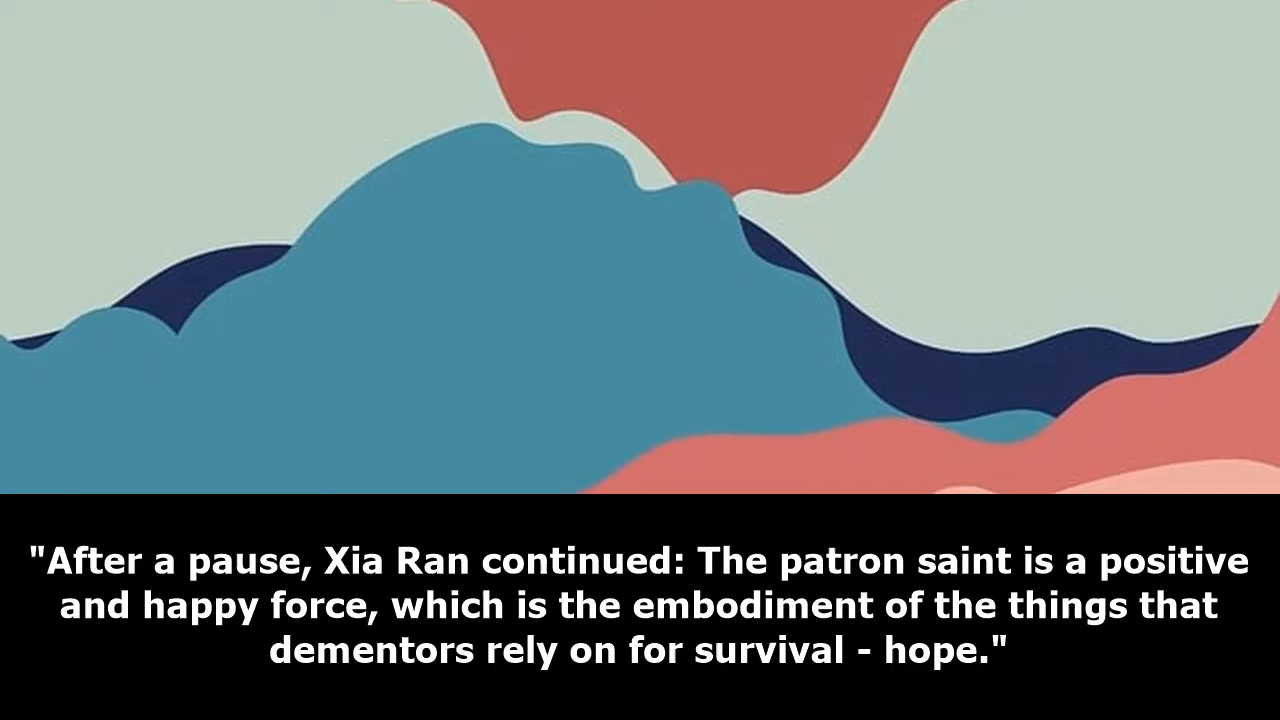 "After a pause, Xia Ran continued: The patron saint is a positive
and happy force, which is the embodiment of the things that
dementors rely on for survival - hope."